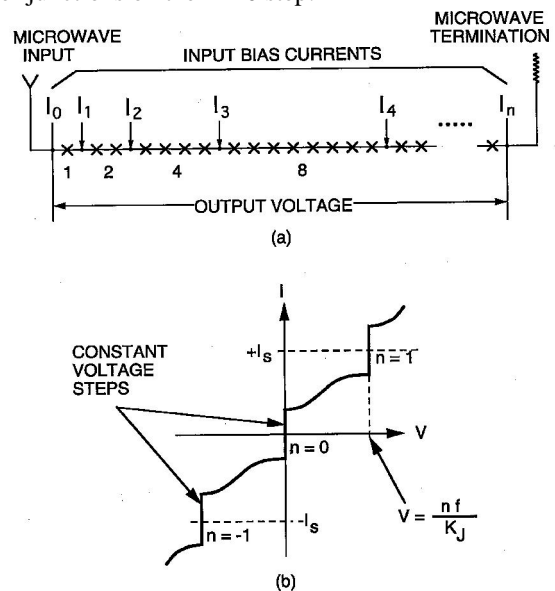 MICROWAVE INPUT
INPUT BIAS CURRENTS
MICROWAVE TERMINATION
I0 I1 I2 I3 I4 ..... In
1 2 4 8
OUTPUT VOLTAGE
(a)
I
CONSTANT VOLTAGE STEPS
+Is
n = 1
V
n = 0
n = -1
-Is
V = n f / KJ
(b)